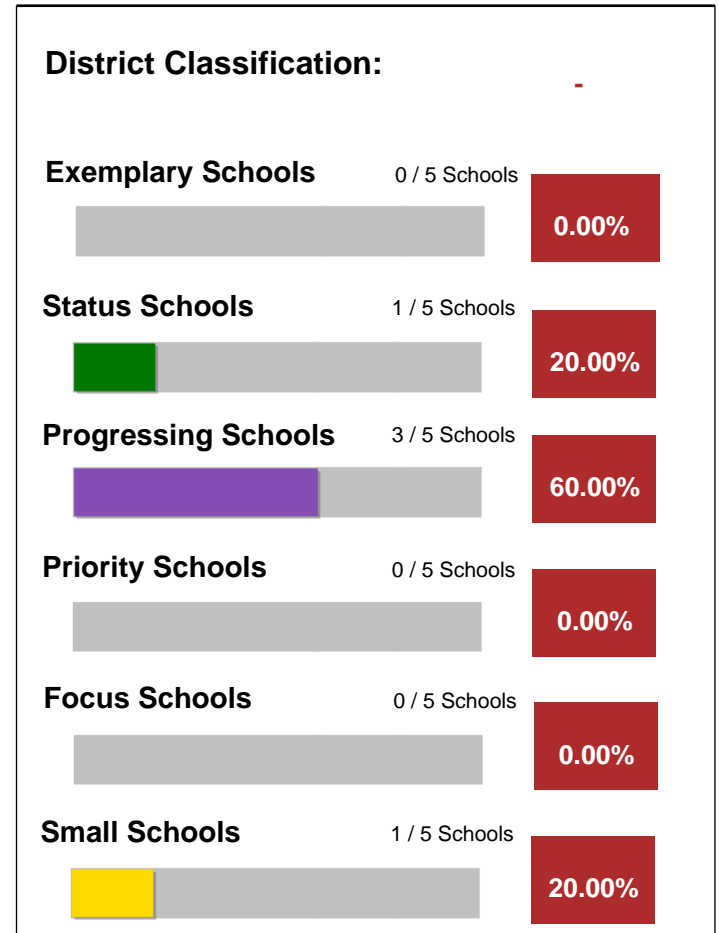 District Classification:
-
Exemplary Schools 0 / 5 Schools
0.00%
Status Schools 1 / 5 Schools
20.00%
Progressing Schools 3 / 5 Schools
60.00%
Priority Schools 0 / 5 Schools
0.00%
Focus Schools 0 / 5 Schools
0.00%
Small Schools 1 / 5 Schools
20.00%